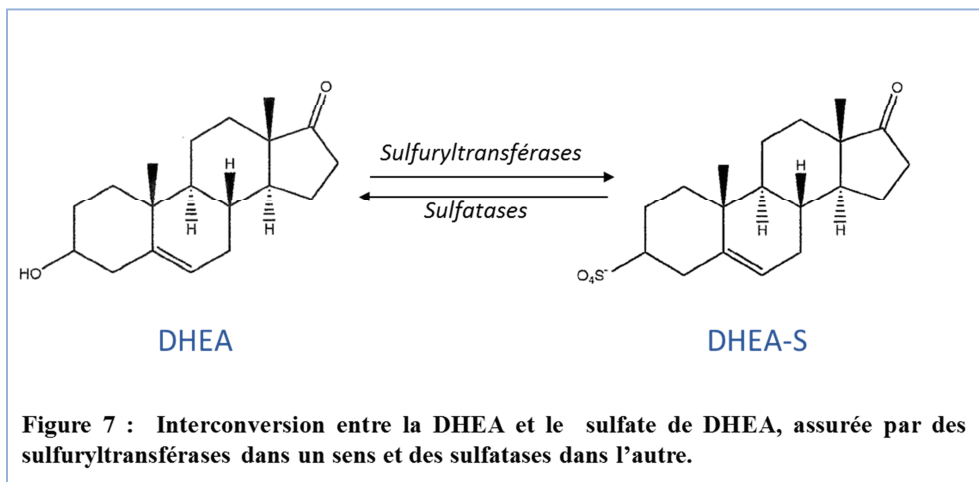 O
O
Sulfuryltransférases
H
H
Sulfatases
H
H
H
H
HO
O₄S⁻
DHEA
DHEA-S
Figure 7 : Interconversion entre la DHEA et le sulfate de DHEA, assurée par des
sulfuryltransférases dans un sens et des sulfatases dans l’autre.